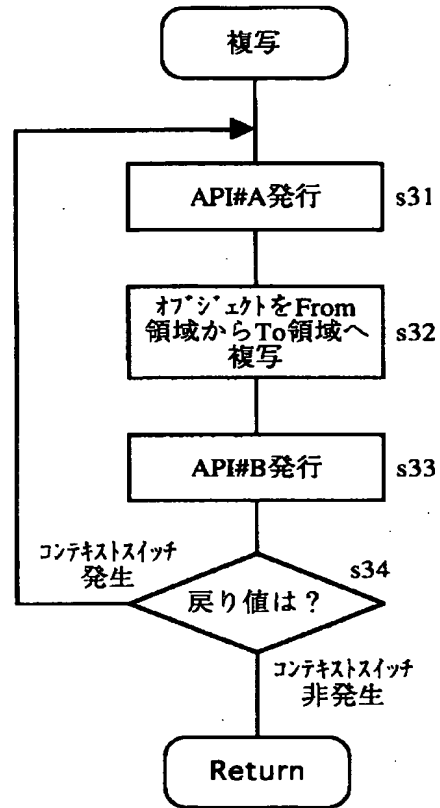 複写
API#A発行
s31
ｵﾌﾞｼﾞｪｸﾄをFrom
領域からTo領域へ
複写
s32
API#B発行
s33
ｺﾝﾃｷｽﾄｽｲｯﾁ
発生
s34
戻り値は？
ｺﾝﾃｷｽﾄｽｲｯﾁ
非発生
Return